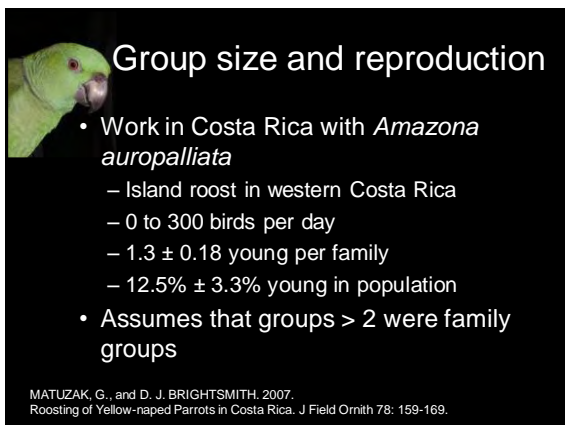 Group size and reproduction
• Work in Costa Rica with Amazona
auropalliata
– Island roost in western Costa Rica
– 0 to 300 birds per day
– 1.3 ± 0.18 young per family
– 12.5% ± 3.3% young in population
• Assumes that groups > 2 were family
groups
MATUZAK, G., and D. J. BRIGHTSMITH. 2007.
Roosting of Yellow-naped Parrots in Costa Rica. J Field Ornith 78: 159-169.